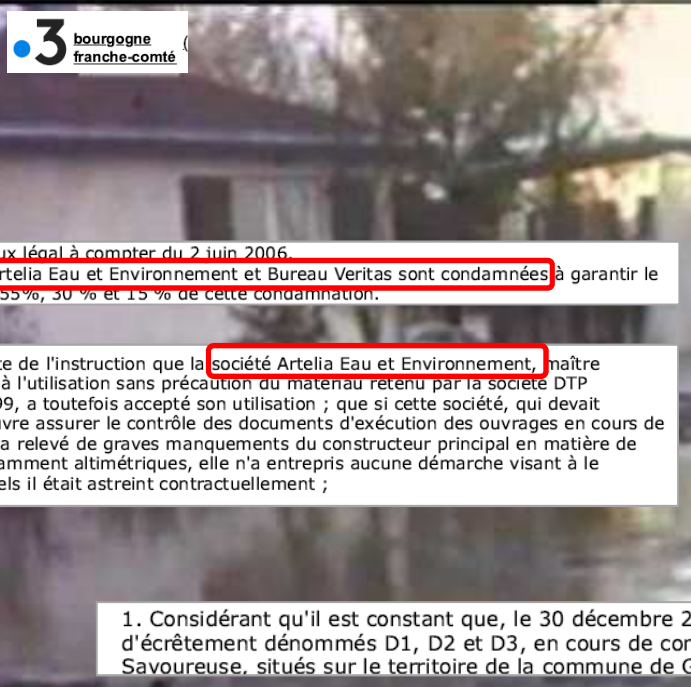 3 bourgogne
franche-comté (
ux légal à compter du 2 juin 2006.
rtelia Eau et Environnement et Bureau Veritas sont condamnées à garantir le
55%, 30 % et 15 % de cette condamnation.
te de l'instruction que la société Artelia Eau et Environnement, maître
à l'utilisation sans précaution du matériau retenu par la société DTP
99, a toutefois accepté son utilisation ; que si cette société, qui devait
vre assurer le contrôle des documents d'exécution des ouvrages en cours de
a relevé de graves manquements du constructeur principal en matière de
amment altimétriques, elle n'a entrepris aucune démarche visant à le
els il était astreint contractuellement ;
1. Considérant qu'il est constant que, le 30 décembre 2
d'écrêtement dénommés D1, D2 et D3, en cours de con
Savoureuse, situés sur le territoire de la commune de G